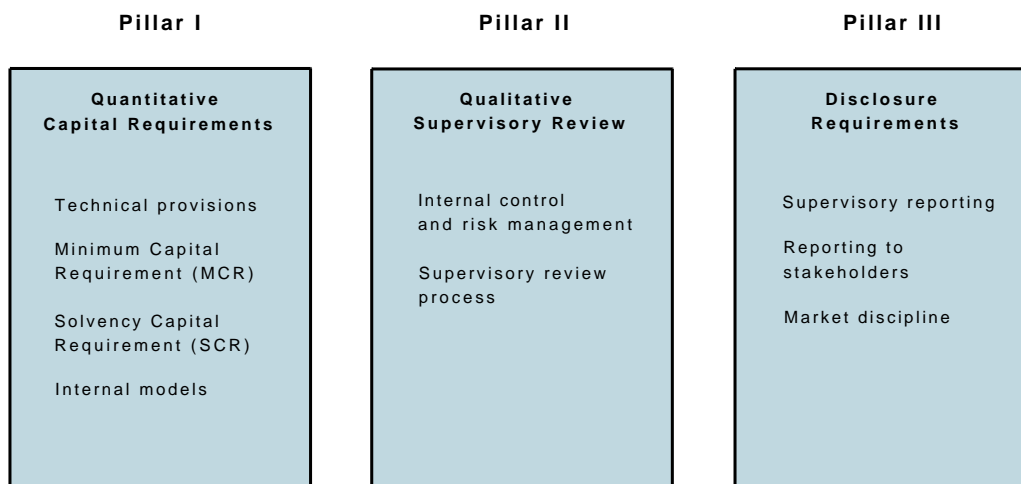 Pillar I
Quantitative
Capital Requirements
Technical provisions
Minimum Capital
Requirement (MCR)
Solvency Capital
Requirement (SCR)
Internal models
Pillar II
Qualitative
Supervisory Review
Internal control
and risk management
Supervisory review
process
Pillar III
Disclosure
Requirements
Supervisory reporting
Reporting to
stakeholders
Market discipline